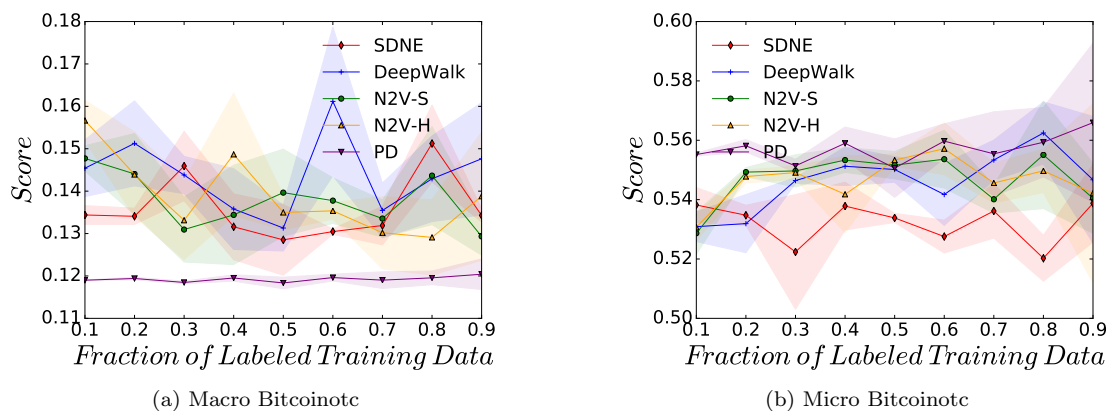 0.18
0.17
0.16
0.15
0.14
0.13
0.12
0.11
Score
SDNE
DeepWalk
N2V-S
N2V-H
PD
0.1 0.2 0.3 0.4 0.5 0.6 0.7 0.8 0.9
Fraction of Labeled Training Data
(a) Macro Bitcoinotc
0.60
0.58
0.56
0.54
0.52
0.50
Score
SDNE
DeepWalk
N2V-S
N2V-H
PD
0.1 0.2 0.3 0.4 0.5 0.6 0.7 0.8 0.9
Fraction of Labeled Training Data
(b) Micro Bitcoinotc